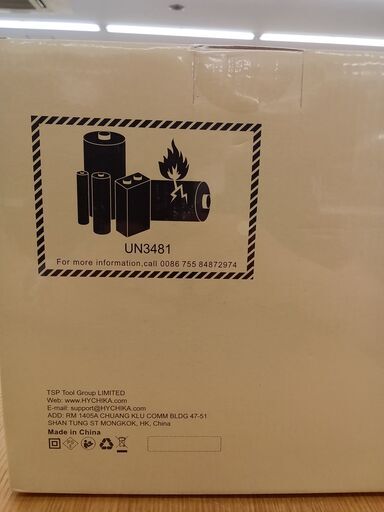 UN3481
For more information,call 0086 755 84872974
TSP Tool Group LIMITED
Web: www.HYCHIKA.com
E-mail: support@HYCHIKA.com
ADD: RM 1405A CHUANG KLU COMM BLDG 47-51
SHAN TUNG ST MONGKOK, HK, China
Made in China